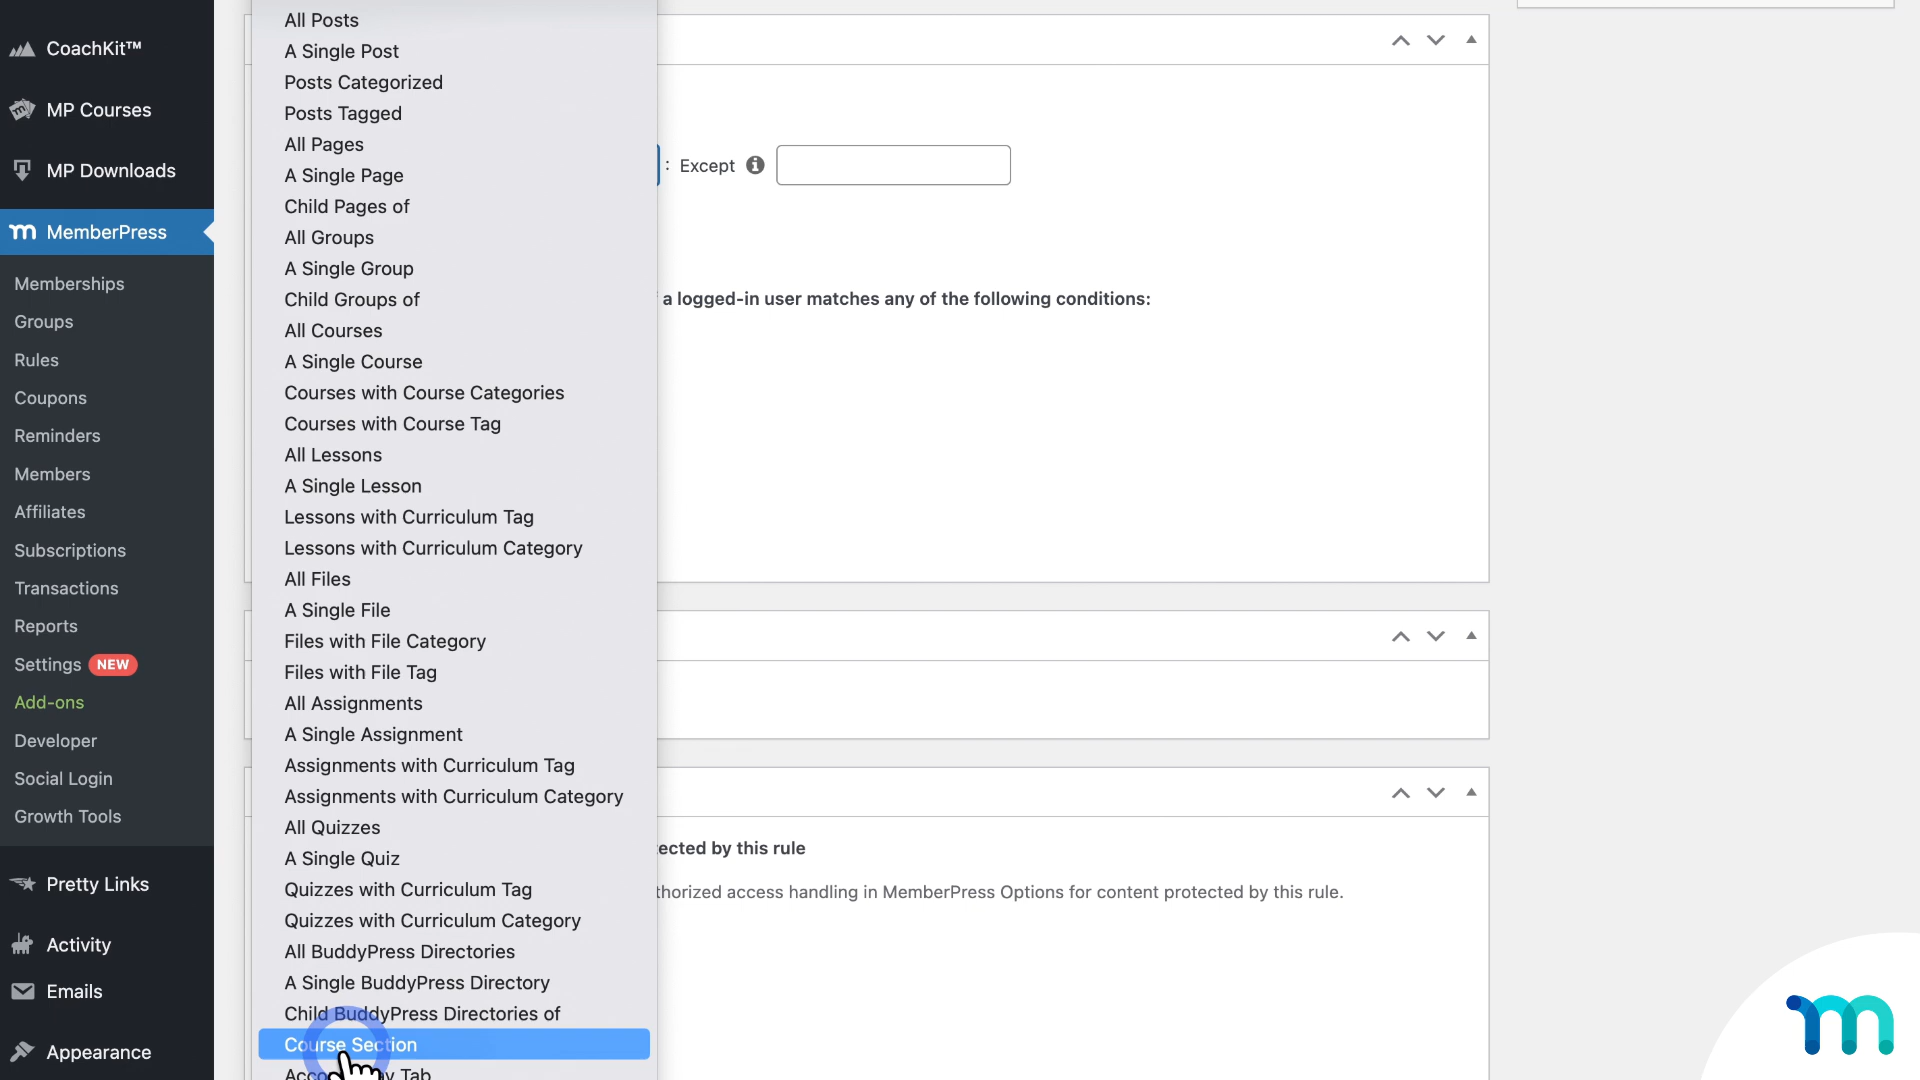 CoachKit™
MP Courses
MP Downloads
MemberPress
Memberships
Groups
Rules
Coupons
Reminders
Members
Affiliates
Subscriptions
Transactions
Reports
Settings NEW
Add-ons
Developer
Social Login
Growth Tools
Pretty Links
Activity
Emails
Appearance
All Posts
A Single Post
Posts Categorized
Posts Tagged
All Pages
A Single Page
Child Pages of
All Groups
A Single Group
Child Groups of
All Courses
A Single Course
Courses with Course Categories
Courses with Course Tag
All Lessons
A Single Lesson
Lessons with Curriculum Tag
Lessons with Curriculum Category
All Files
A Single File
Files with File Category
Files with File Tag
All Assignments
A Single Assignment
Assignments with Curriculum Tag
Assignments with Curriculum Category
All Quizzes
A Single Quiz
Quizzes with Curriculum Tag
Quizzes with Curriculum Category
All BuddyPress Directories
A Single BuddyPress Directory
Child BuddyPress Directories of
Course Section
Tab
: Except
a logged-in user matches any of the following conditions:
ected by this rule
thorized access handling in MemberPress Options for content protected by this rule.
m